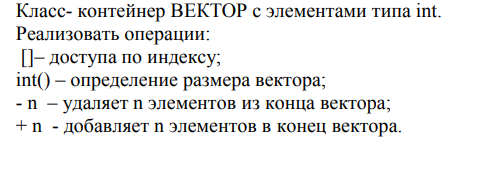 Класс- контейнер ВЕКТОР с элементами типа int.
Реализовать операции:
[]– доступа по индексу;
int() – определение размера вектора;
- n – удаляет n элементов из конца вектора;
+ n - добавляет n элементов в конец вектора.